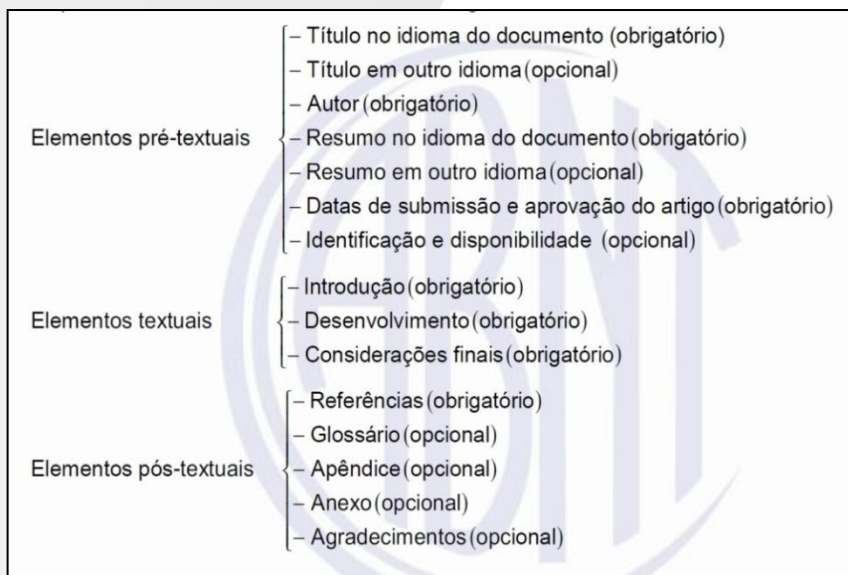 – Título no idioma do documento (obrigatório)
– Título em outro idioma (opcional)
– Autor (obrigatório)
Elementos pré-textuais
– Resumo no idioma do documento (obrigatório)
– Resumo em outro idioma (opcional)
– Datas de submissão e aprovação do artigo (obrigatório)
– Identificação e disponibilidade (opcional)
– Introdução (obrigatório)
Elementos textuais
– Desenvolvimento (obrigatório)
– Considerações finais (obrigatório)
– Referências (obrigatório)
– Glossário (opcional)
Elementos pós-textuais
– Apêndice (opcional)
– Anexo (opcional)
– Agradecimentos (opcional)
ABNT